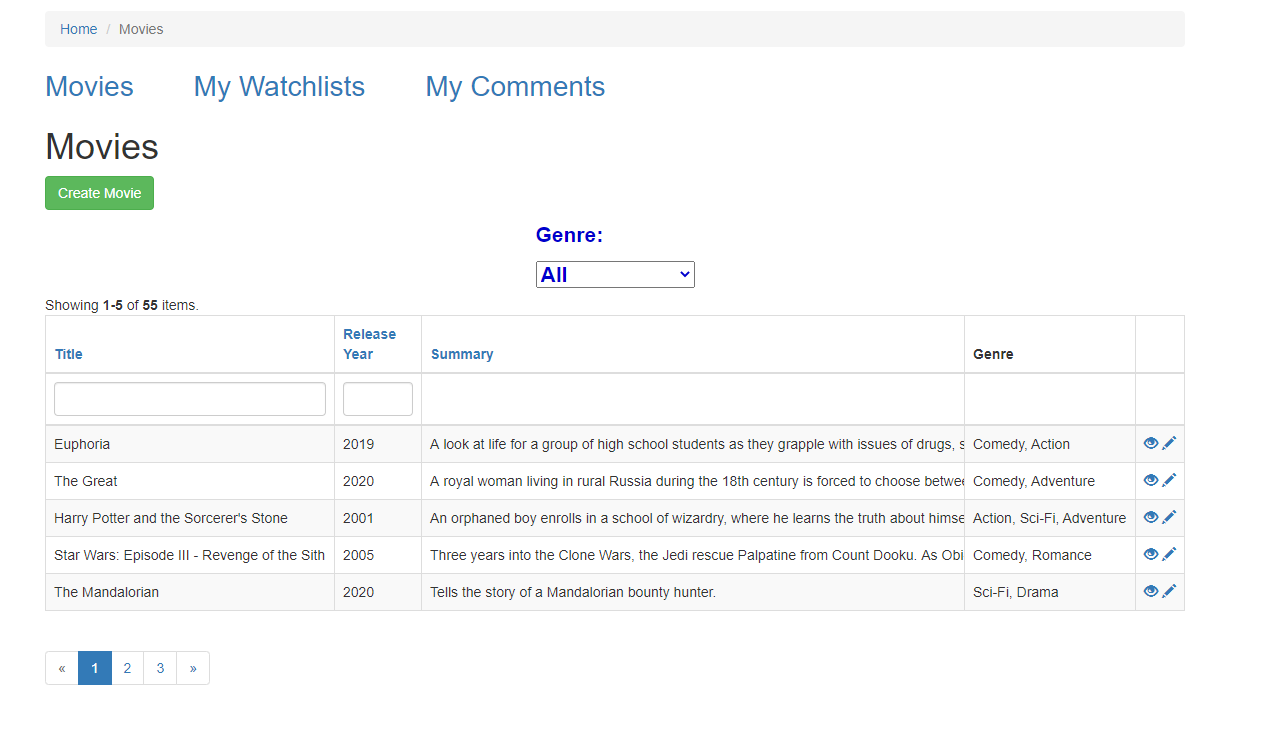 Home / Movies
Movies My Watchlists My Comments
Movies
Create Movie
Genre:
All
Showing 1-5 of 55 items.
Title Release Year Summary Genre
Euphoria 2019 A look at life for a group of high school students as they grapple with issues of drugs, s Comedy, Action
The Great 2020 A royal woman living in rural Russia during the 18th century is forced to choose betwee Comedy, Adventure
Harry Potter and the Sorcerer's Stone 2001 An orphaned boy enrolls in a school of wizardry, where he learns the truth about himse Action, Sci-Fi, Adventure
Star Wars: Episode III - Revenge of the Sith 2005 Three years into the Clone Wars, the Jedi rescue Palpatine from Count Dooku. As Obi Comedy, Romance
The Mandalorian 2020 Tells the story of a Mandalorian bounty hunter. Sci-Fi, Drama
« 1 2 3 »